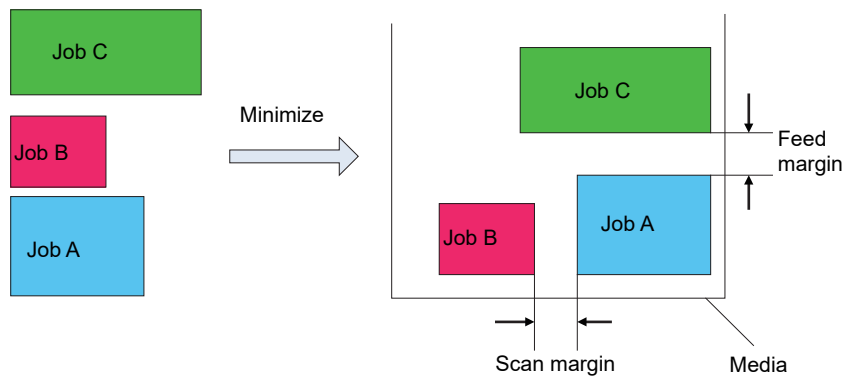 Job C
Job B
Job A
Minimize
Job C
Feed
margin
Job B
Job A
Scan margin
Media